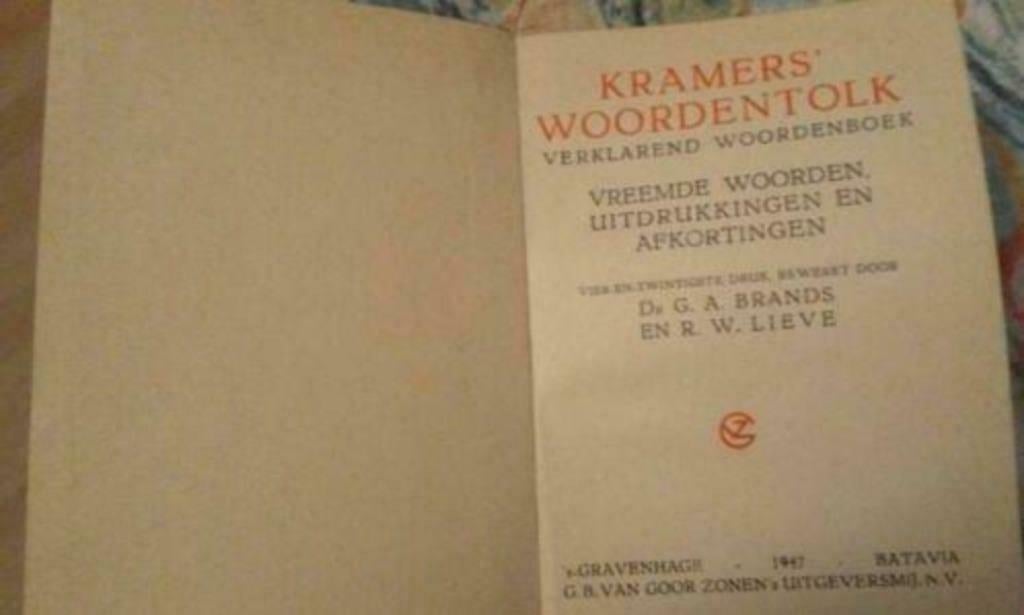 KRAMERS'
WOORDENTOLK
VERKLAREND WOORDENBOEK
VREEMDE WOORDEN,
UITDRUKKINGEN EN
AFKORTINGEN
VIER-EN-TWINTIGSTE DRUK, BEWERKT DOOR
Dr G. A. BRANDS
EN R. W. LIEVE
's-GRAVENHAGE - 1947 - BATAVIA
G. B. VAN GOOR ZONEN's UITGEVERSMIJ. N. V.